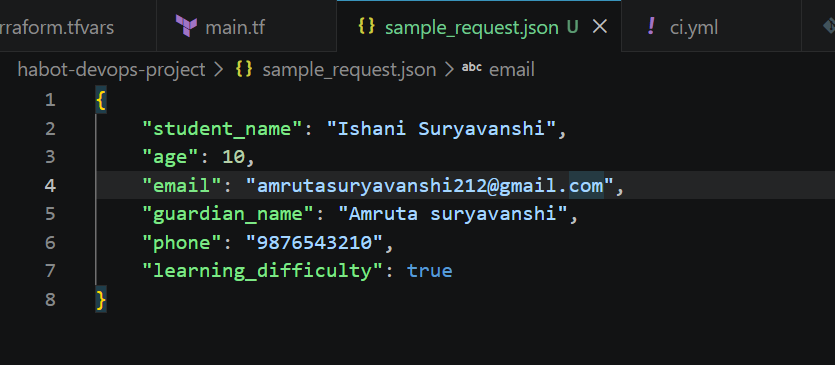 rraform.tfvars main.tf {} sample_request.json U ! ci.yml
habot-devops-project > {} sample_request.json > abc email
1 {
2 "student_name": "Ishani Suryavanshi",
3 "age": 10,
4 "email": "amrutasuryavanshi212@gmail.com",
5 "guardian_name": "Amruta suryavanshi",
6 "phone": "9876543210",
7 "learning_difficulty": true
8 }